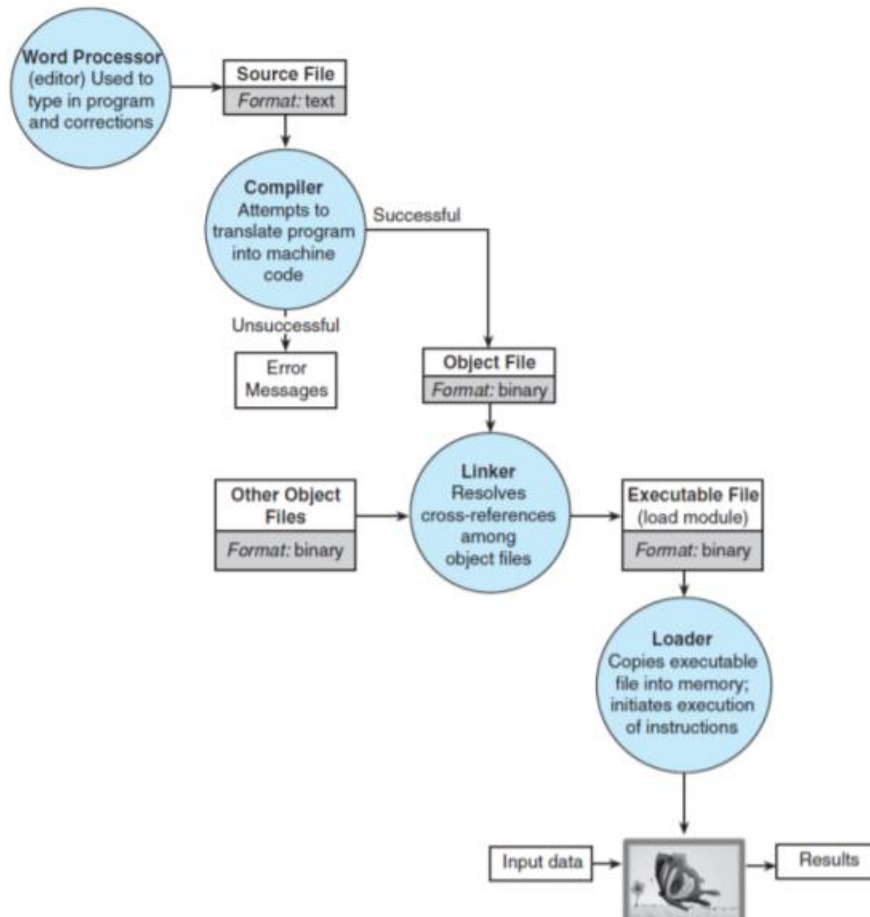 Word Processor
(editor) Used to
type in program
and corrections
Source File
Format: text
Compiler
Attempts to
translate program
into machine
code
Successful
Unsuccessful
Error
Messages
Object File
Format: binary
Other Object
Files
Format: binary
Linker
Resolves
cross-references
among
object files
Executable File
(load module)
Format: binary
Loader
Copies executable
file into memory;
initiates execution
of instructions
Input data
Results